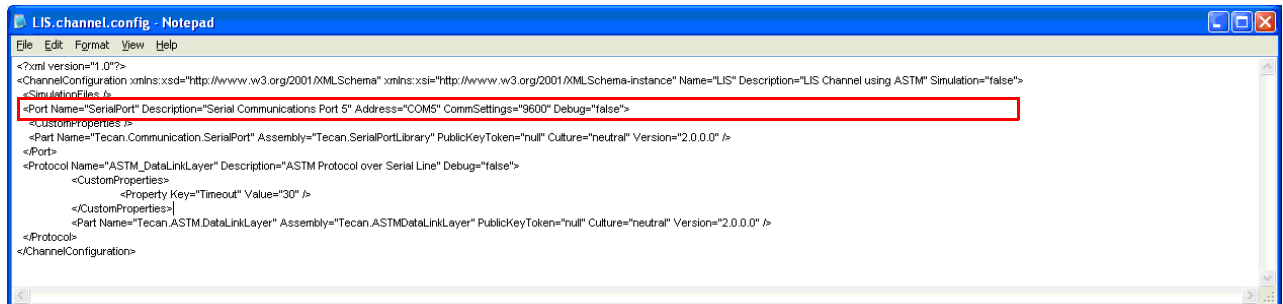 LIS.channel.config - Notepad
File Edit Format View Help
<?xml version="1.0"?>
<ChannelConfiguration xmlns:xsd="http://www.w3.org/2001/XMLSchema" xmlns:xsi="http://www.w3.org/2001/XMLSchema-instance" Name="LIS" Description="LIS Channel using ASTM" Simulation="false">
<SimulationFiles />
<Port Name="SerialPort" Description="Serial Communications Port 5" Address="COM5" CommSettings="9600" Debug="false">
<CustomProperties />
<Part Name="Tecan.Communication.SerialPort" Assembly="Tecan.SerialPortLibrary" PublicKeyToken="null" Culture="neutral" Version="2.0.0.0" />
</Port>
<Protocol Name="ASTM_DataLinkLayer" Description="ASTM Protocol over Serial Line" Debug="false">
<CustomProperties>
<Property Key="Timeout" Value="30" />
</CustomProperties>
<Part Name="Tecan.ASTM.DataLinkLayer" Assembly="Tecan.ASTMDataLinkLayer" PublicKeyToken="null" Culture="neutral" Version="2.0.0.0" />
</Protocol>
</ChannelConfiguration>